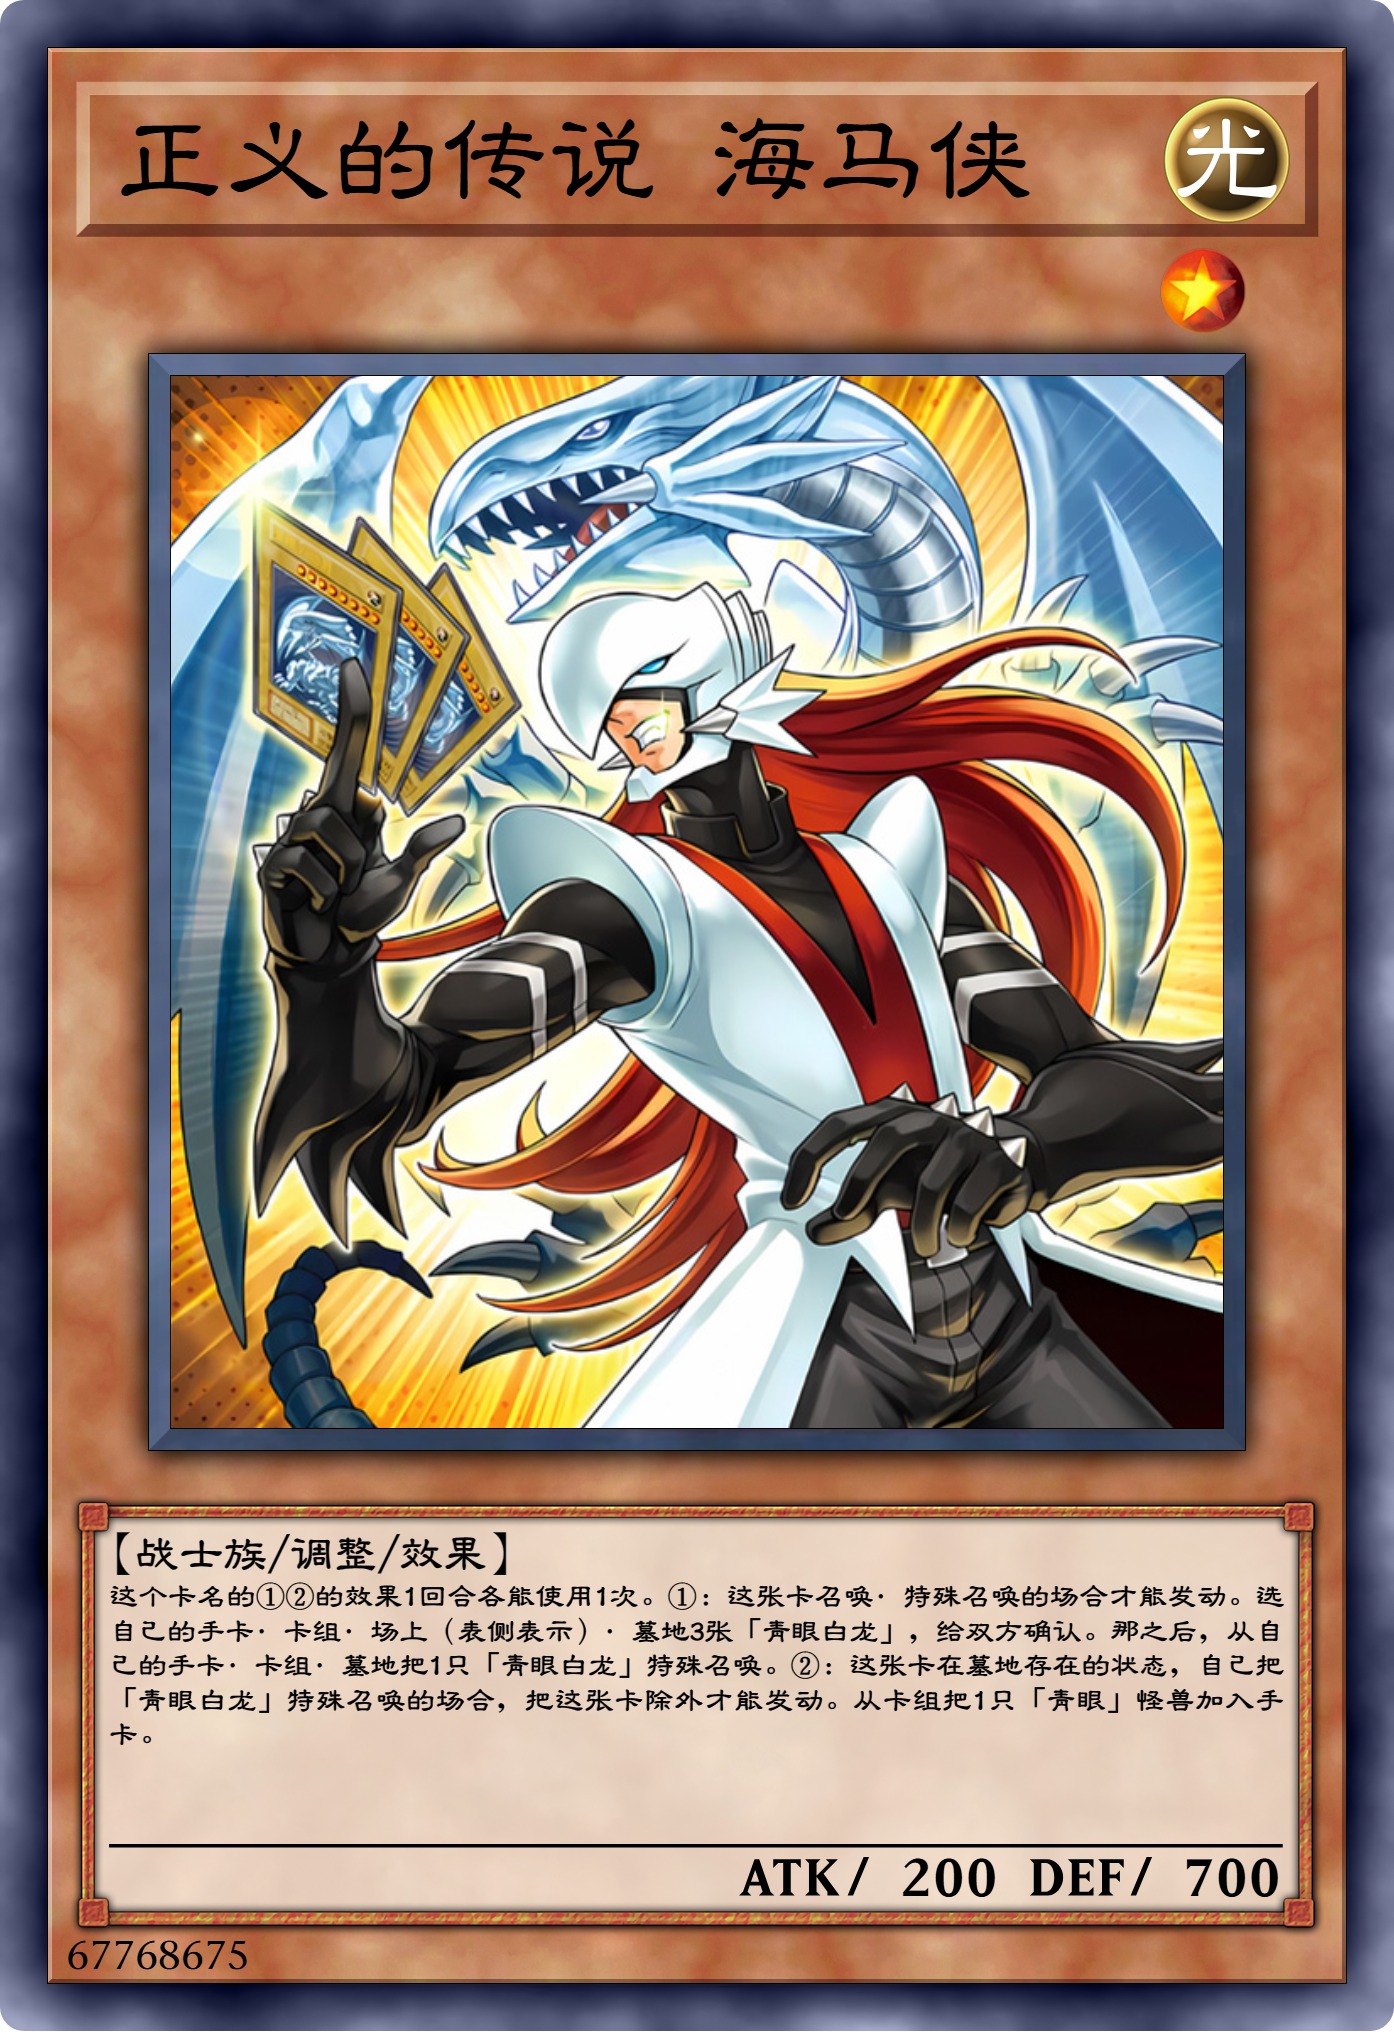 正义的传说 海马侠
光
【战士族/调整/效果】
这个卡名的①②的效果1回合各能使用1次。①：这张卡召唤·特殊召唤的场合才能发动。选
自己的手卡·卡组·场上（表侧表示）·墓地3张「青眼白龙」，给双方确认。那之后，从自
己的手卡·卡组·墓地把1只「青眼白龙」特殊召唤。②：这张卡在墓地存在的状态，自己把
「青眼白龙」特殊召唤的场合，把这张卡除外才能发动。从卡组把1只「青眼」怪兽加入手
卡。
ATK/ 200 DEF/ 700
67768675